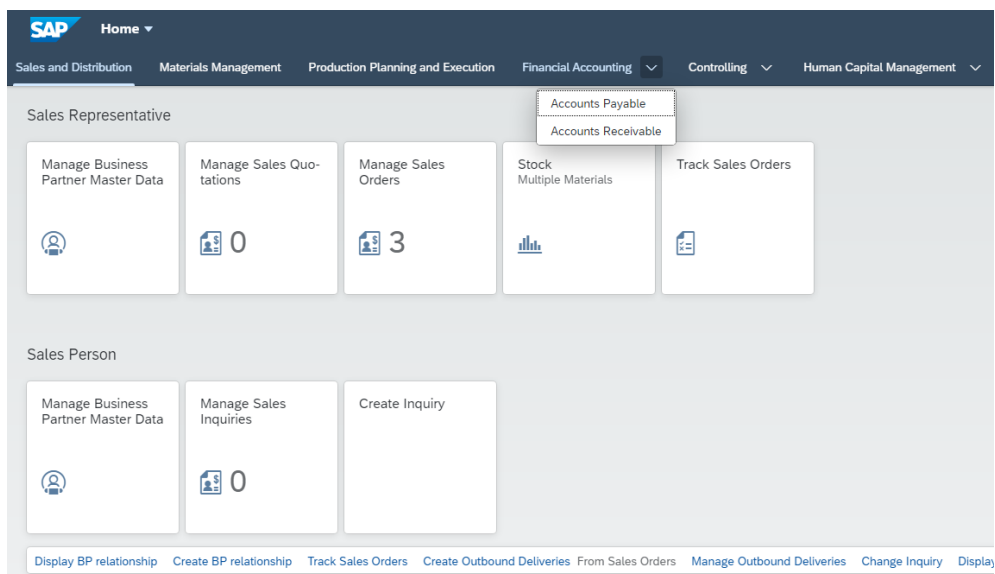 SAP Home
Sales and Distribution Materials Management Production Planning and Execution Financial Accounting Controlling Human Capital Management
Accounts Payable
Accounts Receivable
Sales Representative
Manage Business
Partner Master Data
Manage Sales Quo-
tations
0
Manage Sales
Orders
3
Stock
Multiple Materials
Track Sales Orders
Sales Person
Manage Business
Partner Master Data
Manage Sales
Inquiries
0
Create Inquiry
Display BP relationship Create BP relationship Track Sales Orders Create Outbound Deliveries From Sales Orders Manage Outbound Deliveries Change Inquiry Display